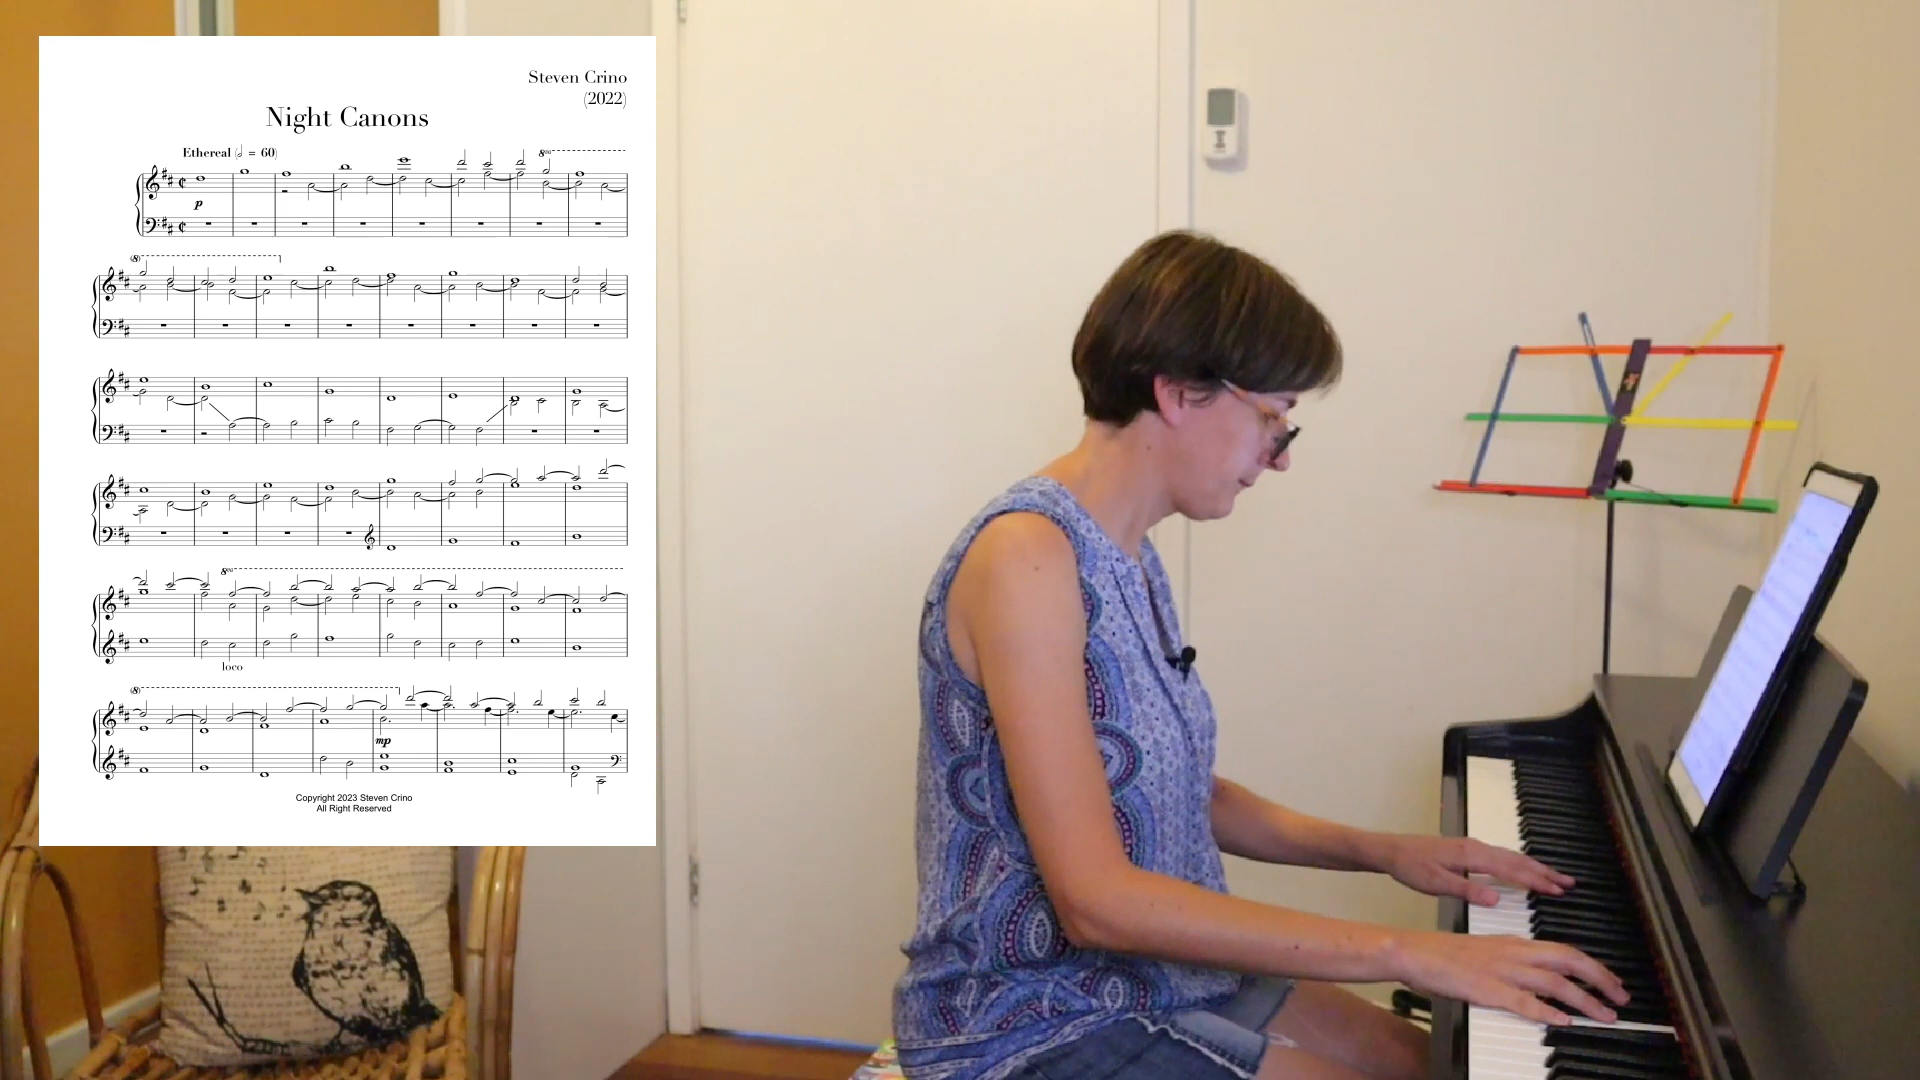 Steven Crino
(2022)
Night Canons
Ethereal (𝅗𝅥 = 60)
8va
p
(8)
8va
loco
(8)
mp
Copyright 2023 Steven Crino
All Right Reserved